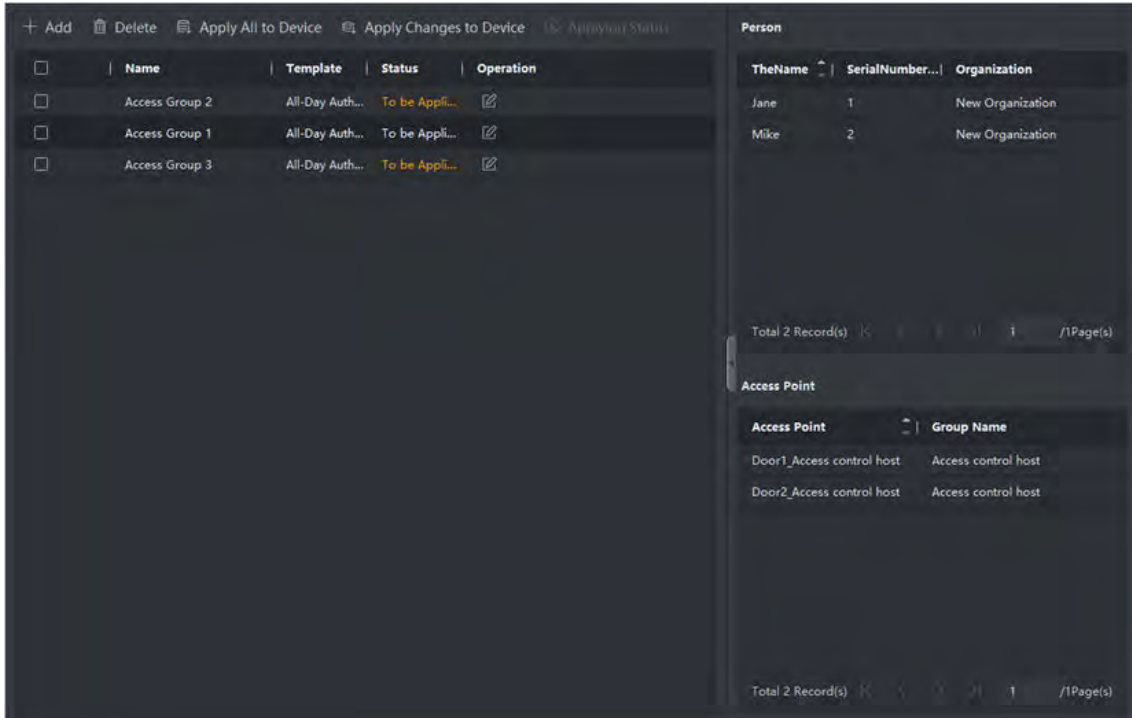 Add Delete Apply All to Device Apply Changes to Device Applying Status
Name Template Status Operation
Access Group 2 All-Day Auth... To be Appli...
Access Group 1 All-Day Auth... To be Appli...
Access Group 3 All-Day Auth... To be Appli...
Person
TheName SerialNumber... Organization
Jane 1 New Organization
Mike 2 New Organization
Total 2 Record(s) 1 /1Page(s)
Access Point
Access Point Group Name
Door1_Access control host Access control host
Door2_Access control host Access control host
Total 2 Record(s) 1 /1Page(s)